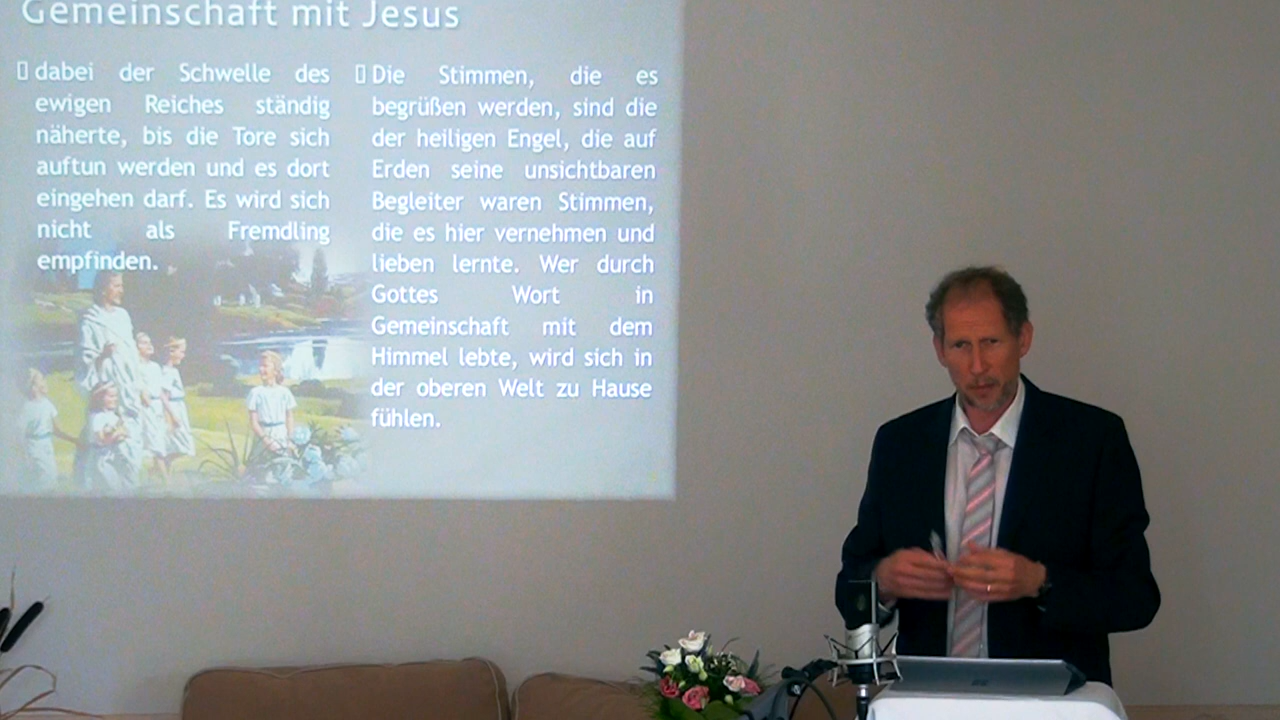 Gemeinschaft mit Jesus
dabei der Schwelle des
ewigen Reiches ständig
näherte, bis die Tore sich
auftun werden und es dort
eingehen darf. Es wird sich
nicht als Fremdling
empfinden.
Die Stimmen, die es
begrüßen werden, sind die
der heiligen Engel, die auf
Erden seine unsichtbaren
Begleiter waren Stimmen,
die es hier vernehmen und
lieben lernte. Wer durch
Gottes Wort in
Gemeinschaft mit dem
Himmel lebte, wird sich in
der oberen Welt zu Hause
fühlen.